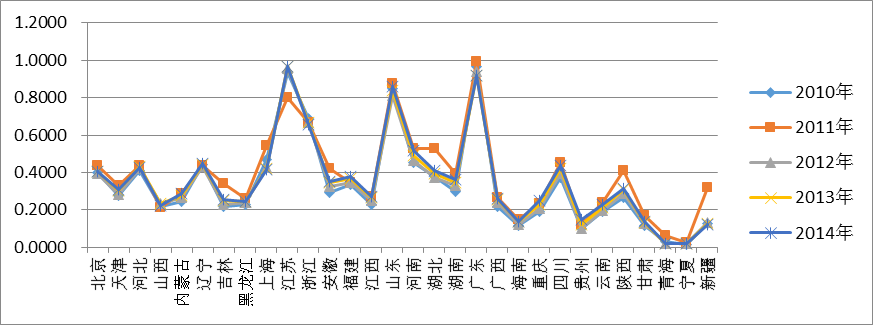 1.2000
1.0000
0.8000
0.6000
0.4000
0.2000
0.0000
北京
天津
河北
山西
内蒙古
辽宁
吉林
黑龙江
上海
江苏
浙江
安徽
福建
江西
山东
河南
湖北
湖南
广东
广西
海南
重庆
四川
贵州
云南
陕西
甘肃
青海
宁夏
新疆
2010年
2011年
2012年
2013年
2014年